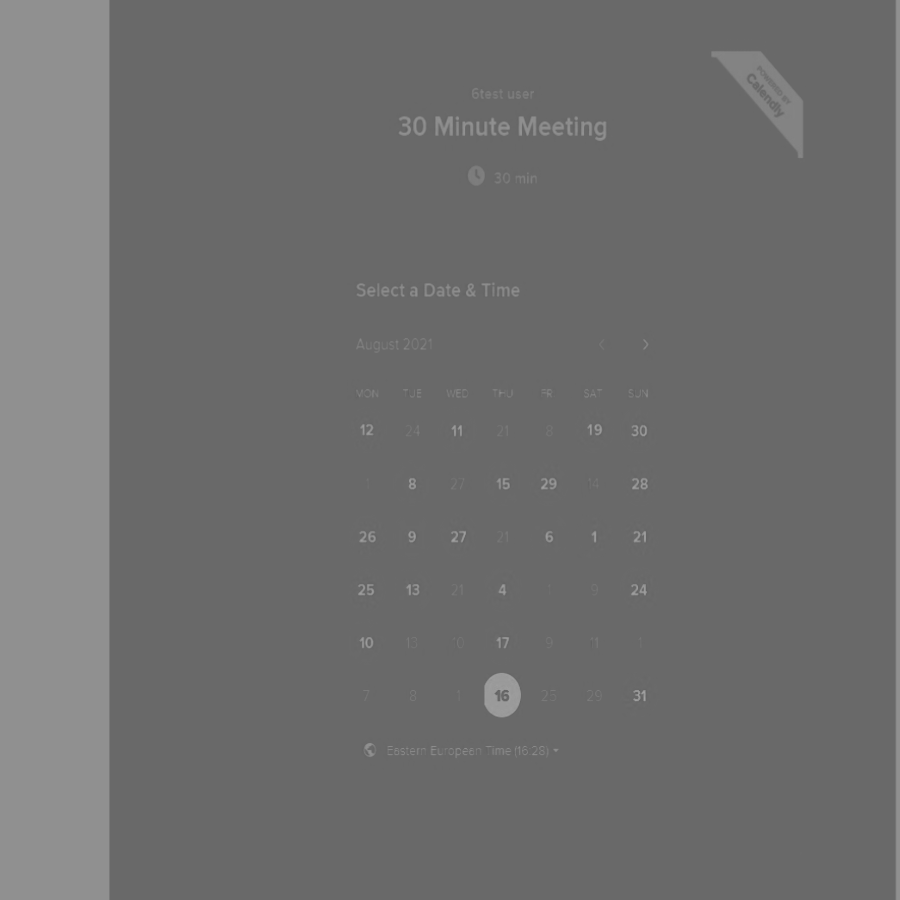 POWERED BY
Calendly
6test user
30 Minute Meeting
30 min
Select a Date & Time
August 2021
MON TUE WED THU FRI SAT SUN
12 24 11 21 8 19 30
8 27 15 29 14 28
26 9 27 21 6 1 21
25 13 21 4 1 9 24
10 13 10 17 9 11 1
7 8 1 16 25 29 31
Eastern European Time (16:28)